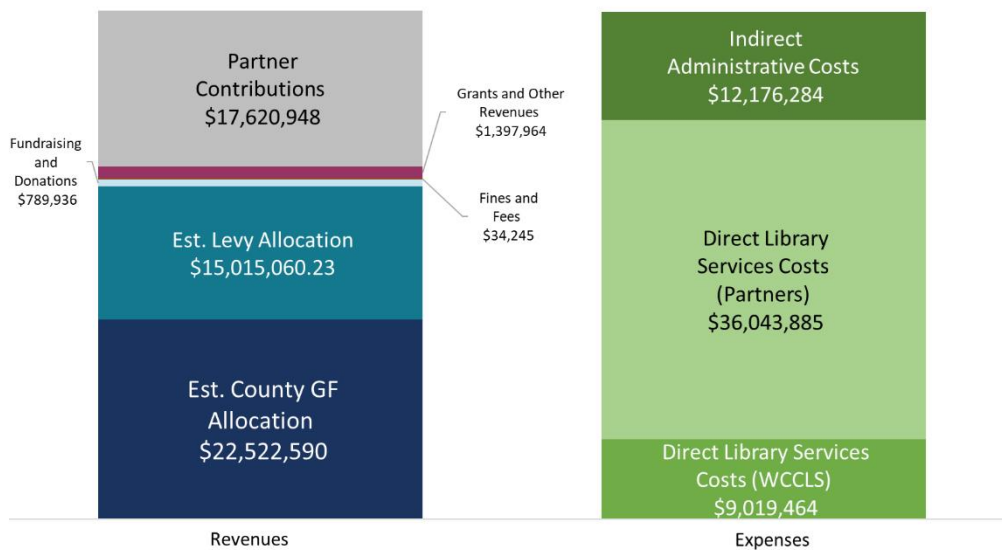 Partner
Contributions
$17,620,948
Grants and Other
Revenues
$1,397,964
Fundraising
and
Donations
$789,936
Fines and
Fees
$34,245
Est. Levy Allocation
$15,015,060.23
Est. County GF
Allocation
$22,522,590
Revenues
Indirect
Administrative Costs
$12,176,284
Direct Library
Services Costs
(Partners)
$36,043,885
Direct Library Services
Costs (WCCLS)
$9,019,464
Expenses